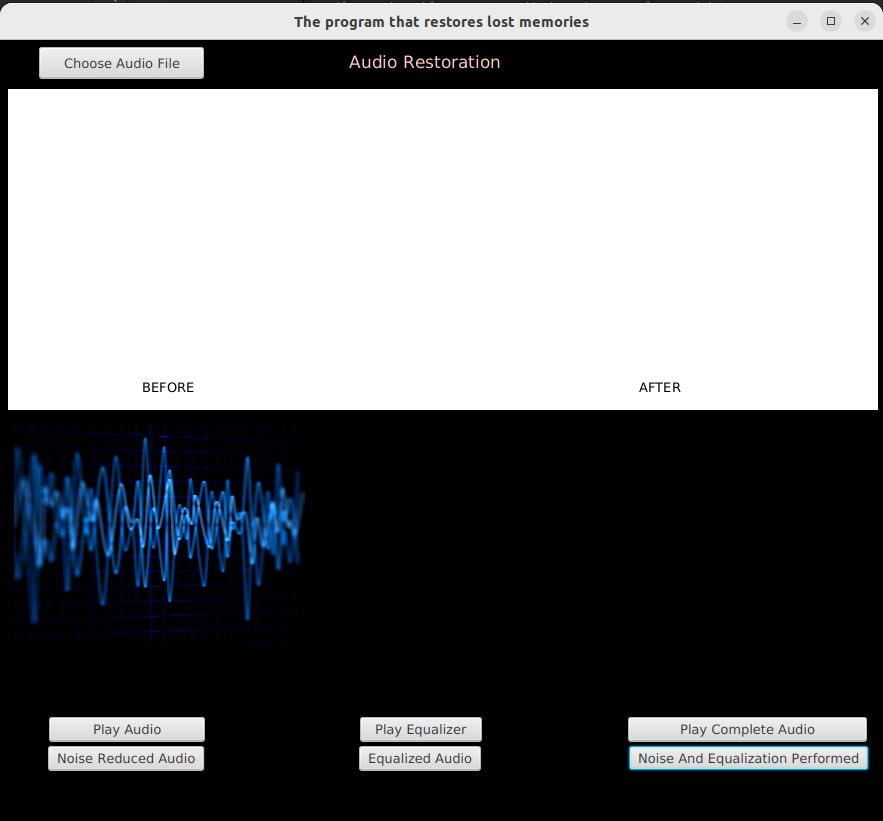 The program that restores lost memories
Choose Audio File
Audio Restoration
BEFORE
AFTER
Play Audio
Play Equalizer
Play Complete Audio
Noise Reduced Audio
Equalized Audio
Noise And Equalization Performed